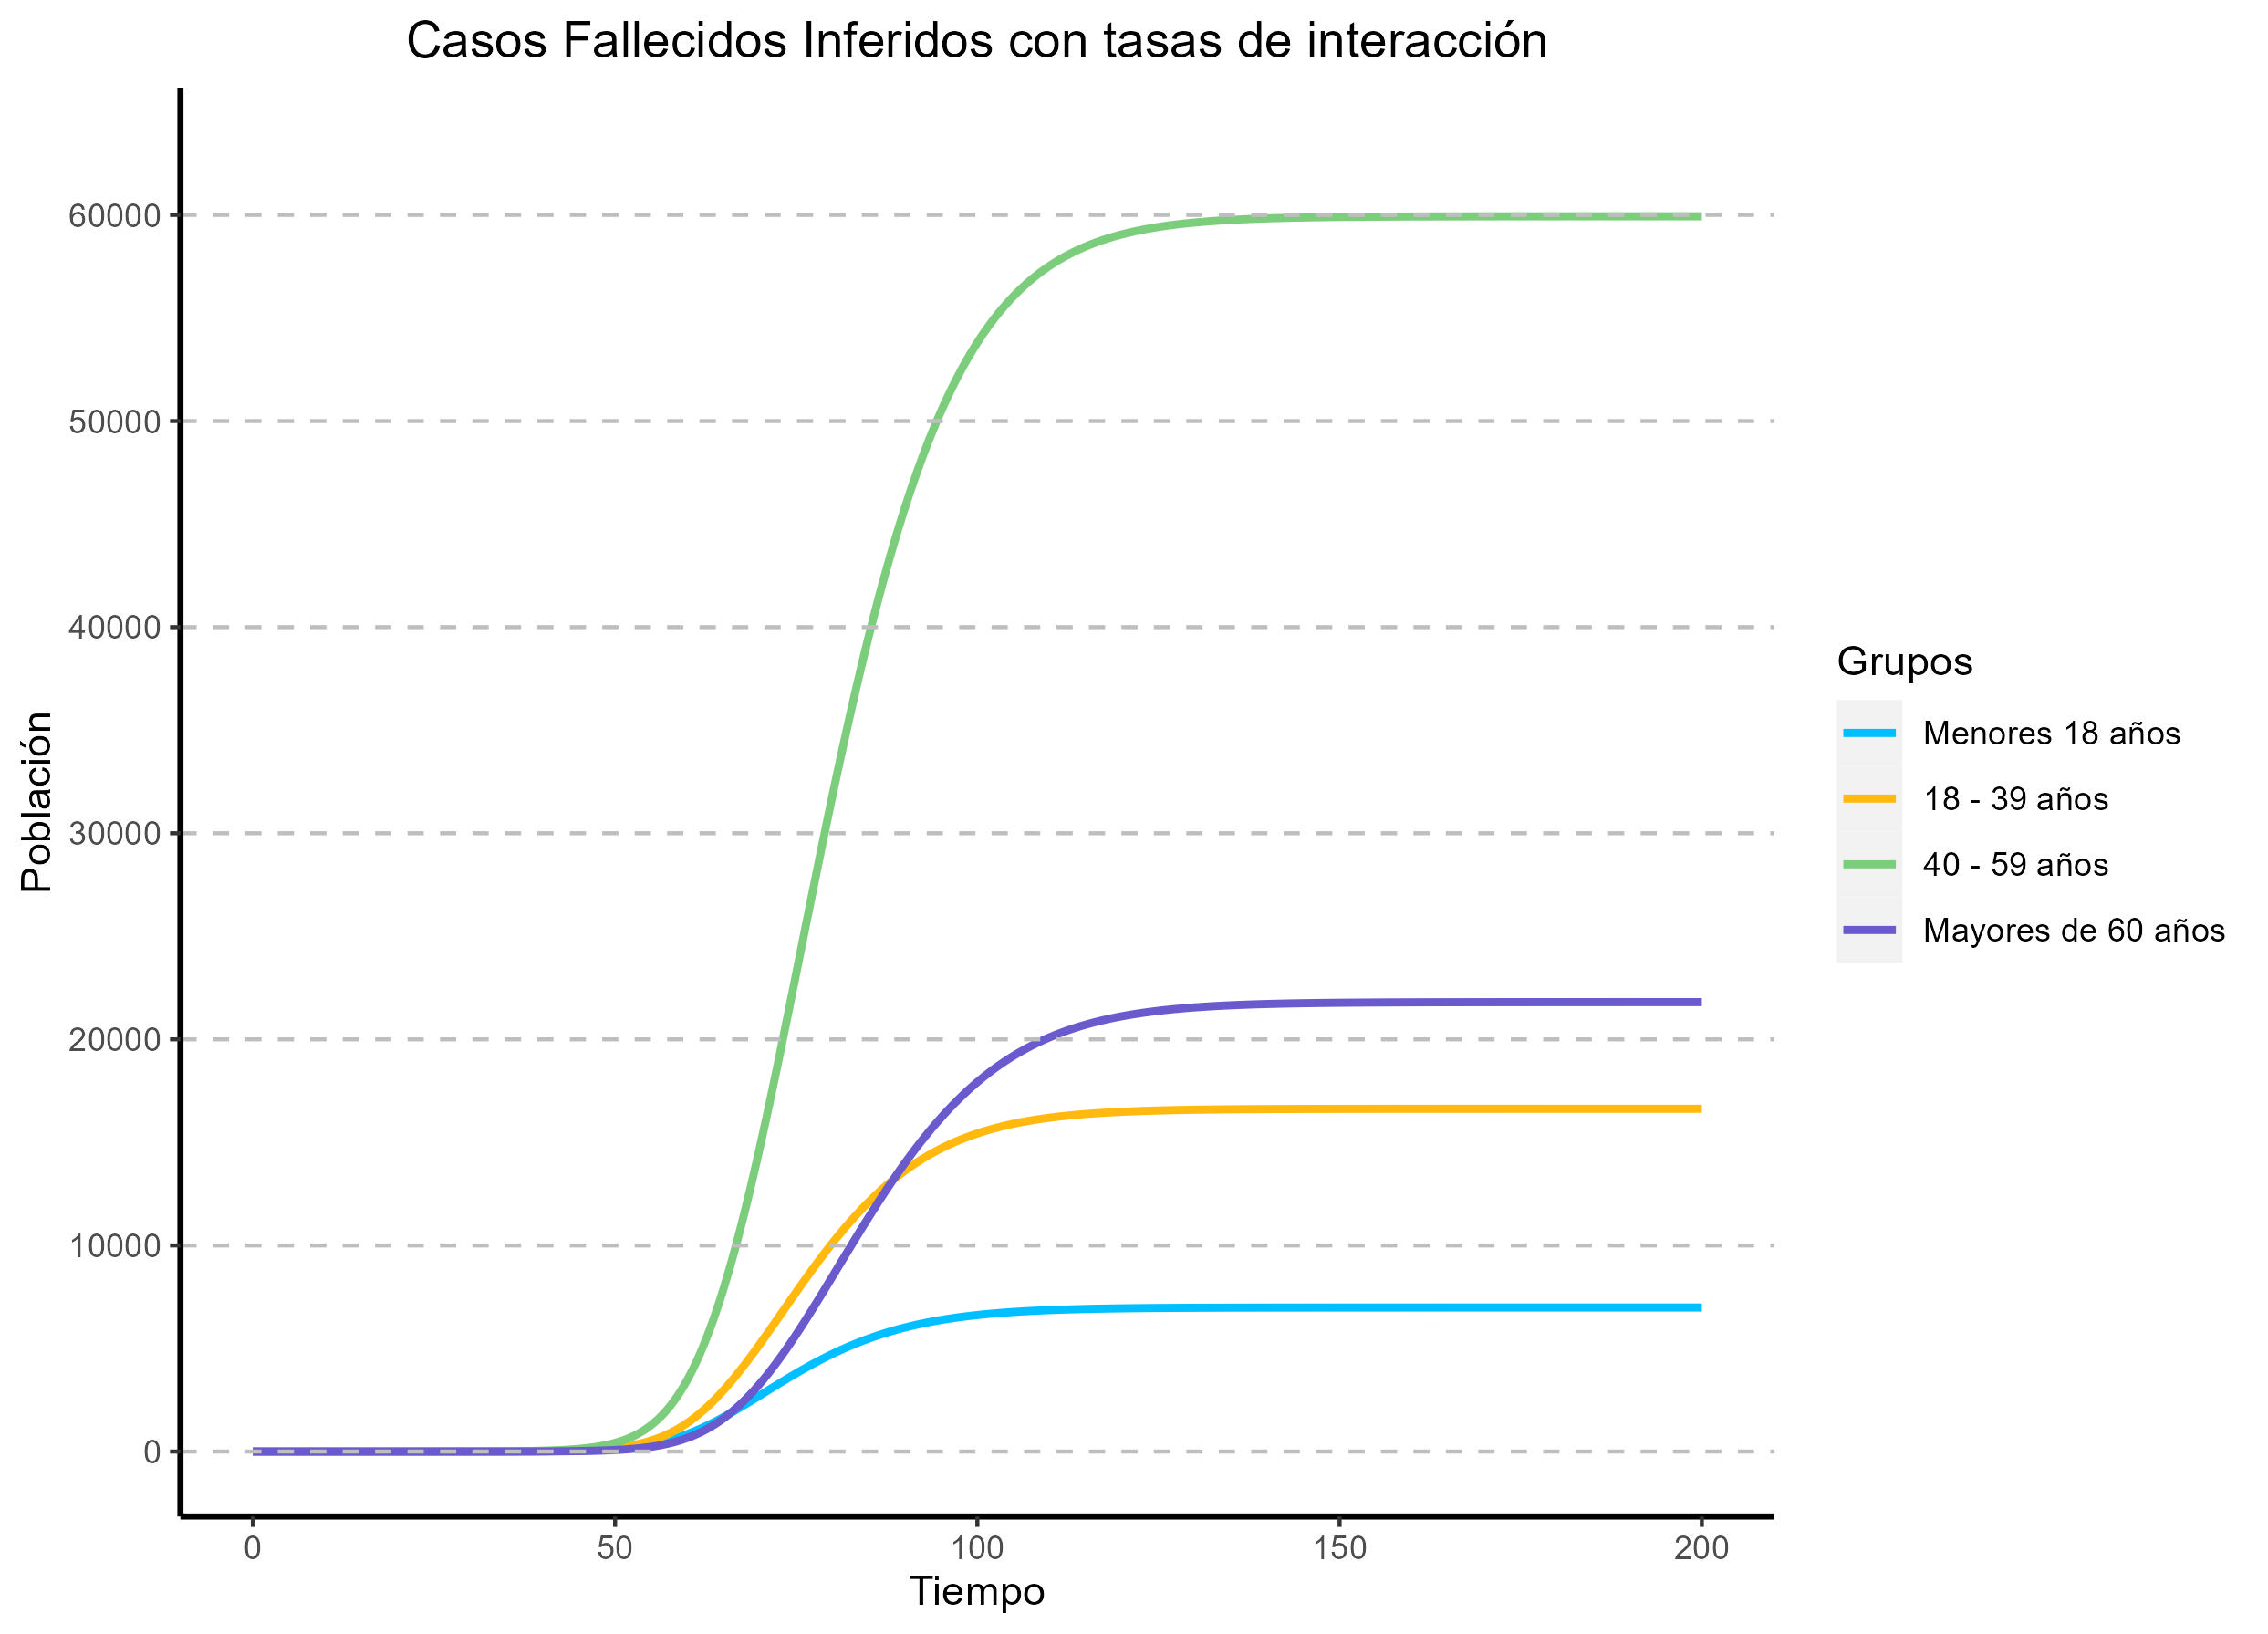 Casos Fallecidos Inferidos con tasas de interacción
Población
60000
50000
40000
30000
20000
10000
0
0 50 100 150 200
Tiempo
Grupos
Menores 18 años
18 - 39 años
40 - 59 años
Mayores de 60 años